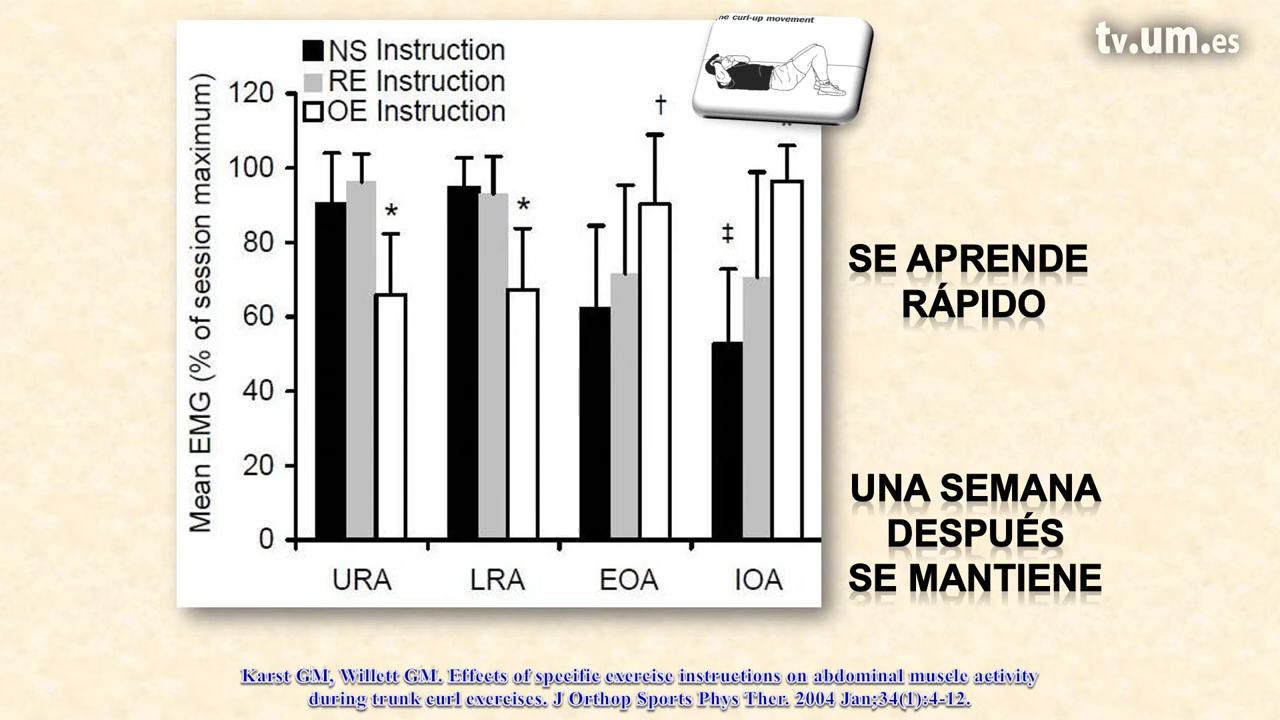 he curl-up movement
tv.um.es
NS Instruction
RE Instruction
OE Instruction
Mean EMG (% of session maximum)
120
100
80
60
40
20
0
*
*
†
‡
*
URA
LRA
EOA
IOA
SE APRENDE
RÁPIDO
UNA SEMANA
DESPUÉS
SE MANTIENE
Karst GM, Willett GM. Effects of specific exercise instructions on abdominal muscle activity
during trunk curl exercises. J Orthop Sports Phys Ther. 2004 Jan;34(1):4-12.